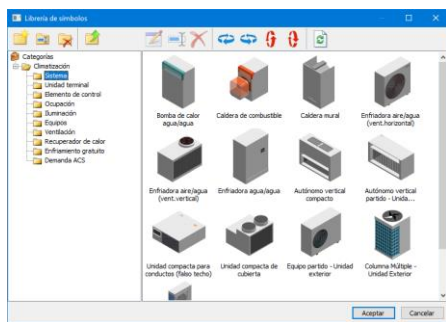 Librería de símbolos
Categorías
Climatización
Sistema
Unidad terminal
Elemento de control
Ocupación
Iluminación
Equipos
Ventilación
Recuperador de calor
Enfriamiento gratuito
Demanda ACS
Bomba de calor
agua/agua
Caldera de combustible
Caldera mural
Enfriadora aire/agua
(vent.horizontal)
Enfriadora aire/agua
(vent.vertical)
Enfriadora agua/agua
Autónomo vertical
compacto
Autónomo vertical
partido - Unida...
Unidad compacta para
conductos (falso techo)
Unidad compacta de
cubierta
Equipo partido - Unidad
exterior
Columna Múltiple -
Unidad Exterior
Aceptar
Cancelar